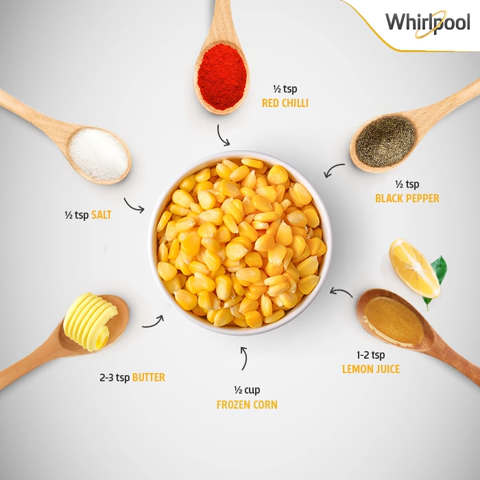 Whirlpool
½ tsp
RED CHILLI
½ tsp
BLACK PEPPER
½ tsp SALT
1-2 tsp
LEMON JUICE
2-3 tsp BUTTER
½ cup
FROZEN CORN